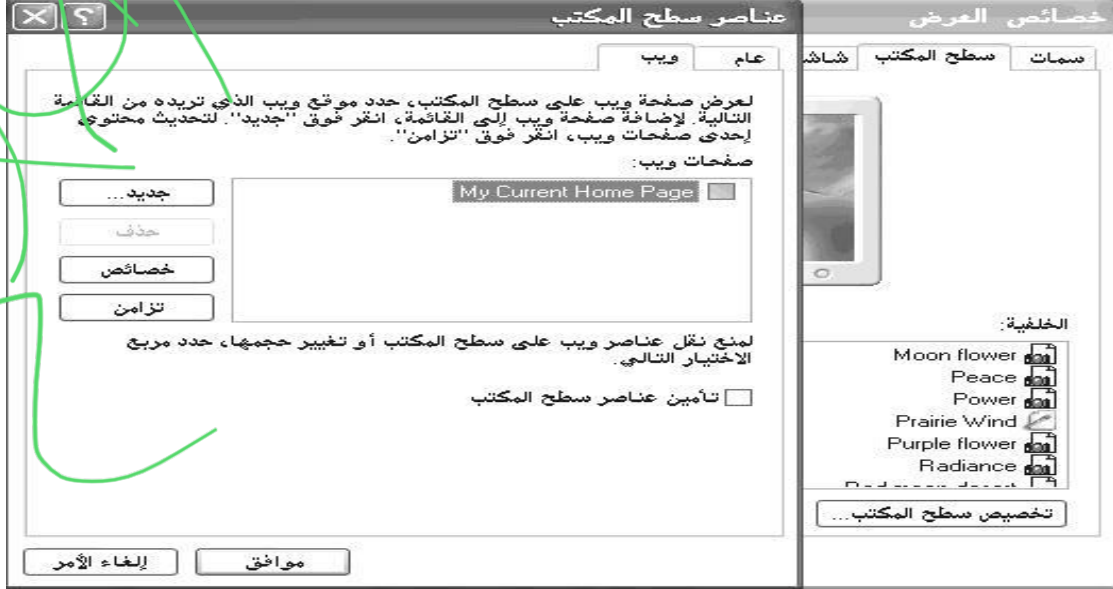 خصائص العرض
سمات
سطح المكتب
الخلفية:
Moon flower
Peace
Power
Prairie Wind
Purple flower
Radiance
تخصيص سطح المكتب...
عناصر سطح المكتب
عام
ويب
لعرض صفحة ويب على سطح المكتب، حدد موقع ويب الذي تريده من القائمة
التالية. لإضافة صفحة ويب إلى القائمة، انقر فوق "جديد". لتحديث محتوى
إحدى صفحات ويب، انقر فوق "تزامن".
صفحات ويب:
My Current Home Page
جديد...
حذف
خصائص
تزامن
لمنع نقل عناصر ويب على سطح المكتب أو تغيير حجمها، حدد مربع
الاختيار التالي.
تأمين عناصر سطح المكتب
موافق
إلغاء الأمر